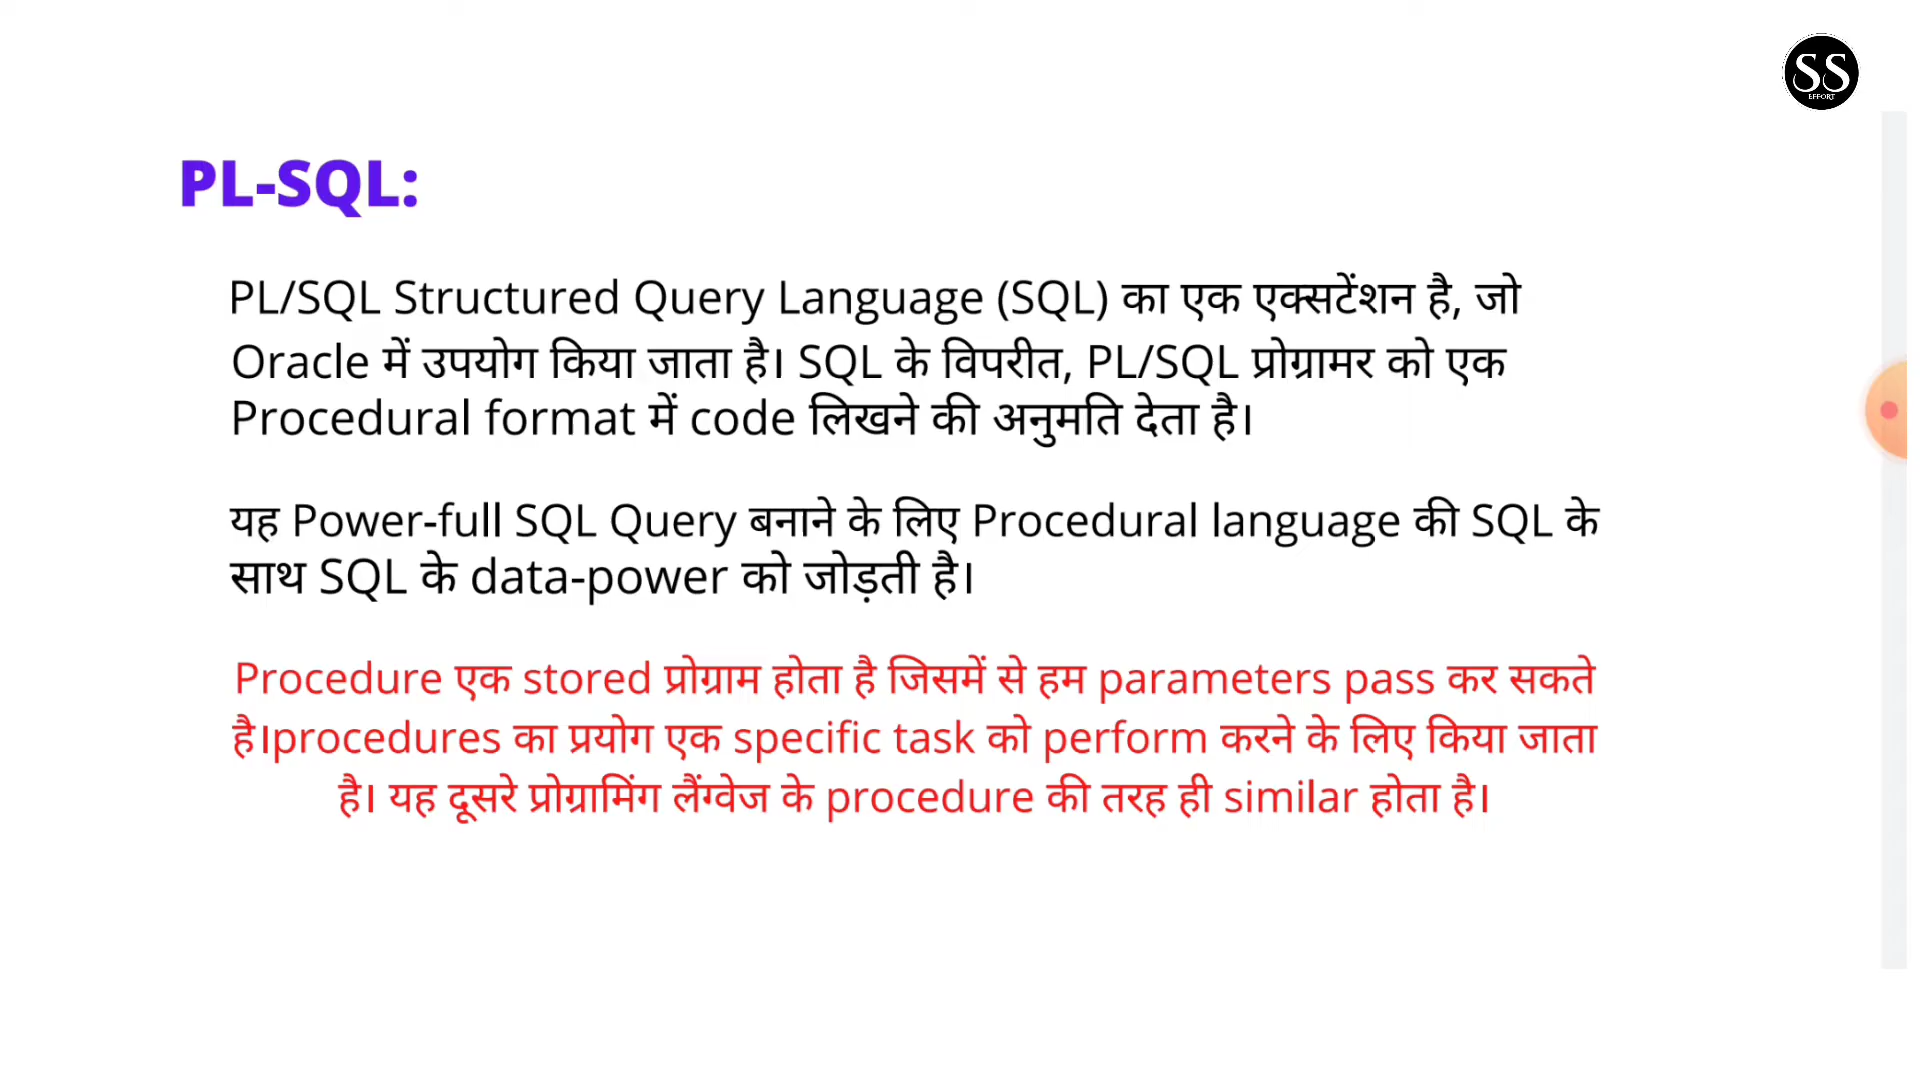 SS
EFFORT
PL-SQL:
PL/SQL Structured Query Language (SQL) का एक एक्सटेंशन है, जो
Oracle में उपयोग किया जाता है। SQL के विपरीत, PL/SQL प्रोग्रामर को एक
Procedural format में code लिखने की अनुमति देता है।
यह Power-full SQL Query बनाने के लिए Procedural language की SQL के
साथ SQL के data-power को जोड़ती है।
Procedure एक stored प्रोग्राम होता है जिसमें से हम parameters pass कर सकते
है।procedures का प्रयोग एक specific task को perform करने के लिए किया जाता
है। यह दूसरे प्रोग्रामिंग लैंग्वेज के procedure की तरह ही similar होता है।